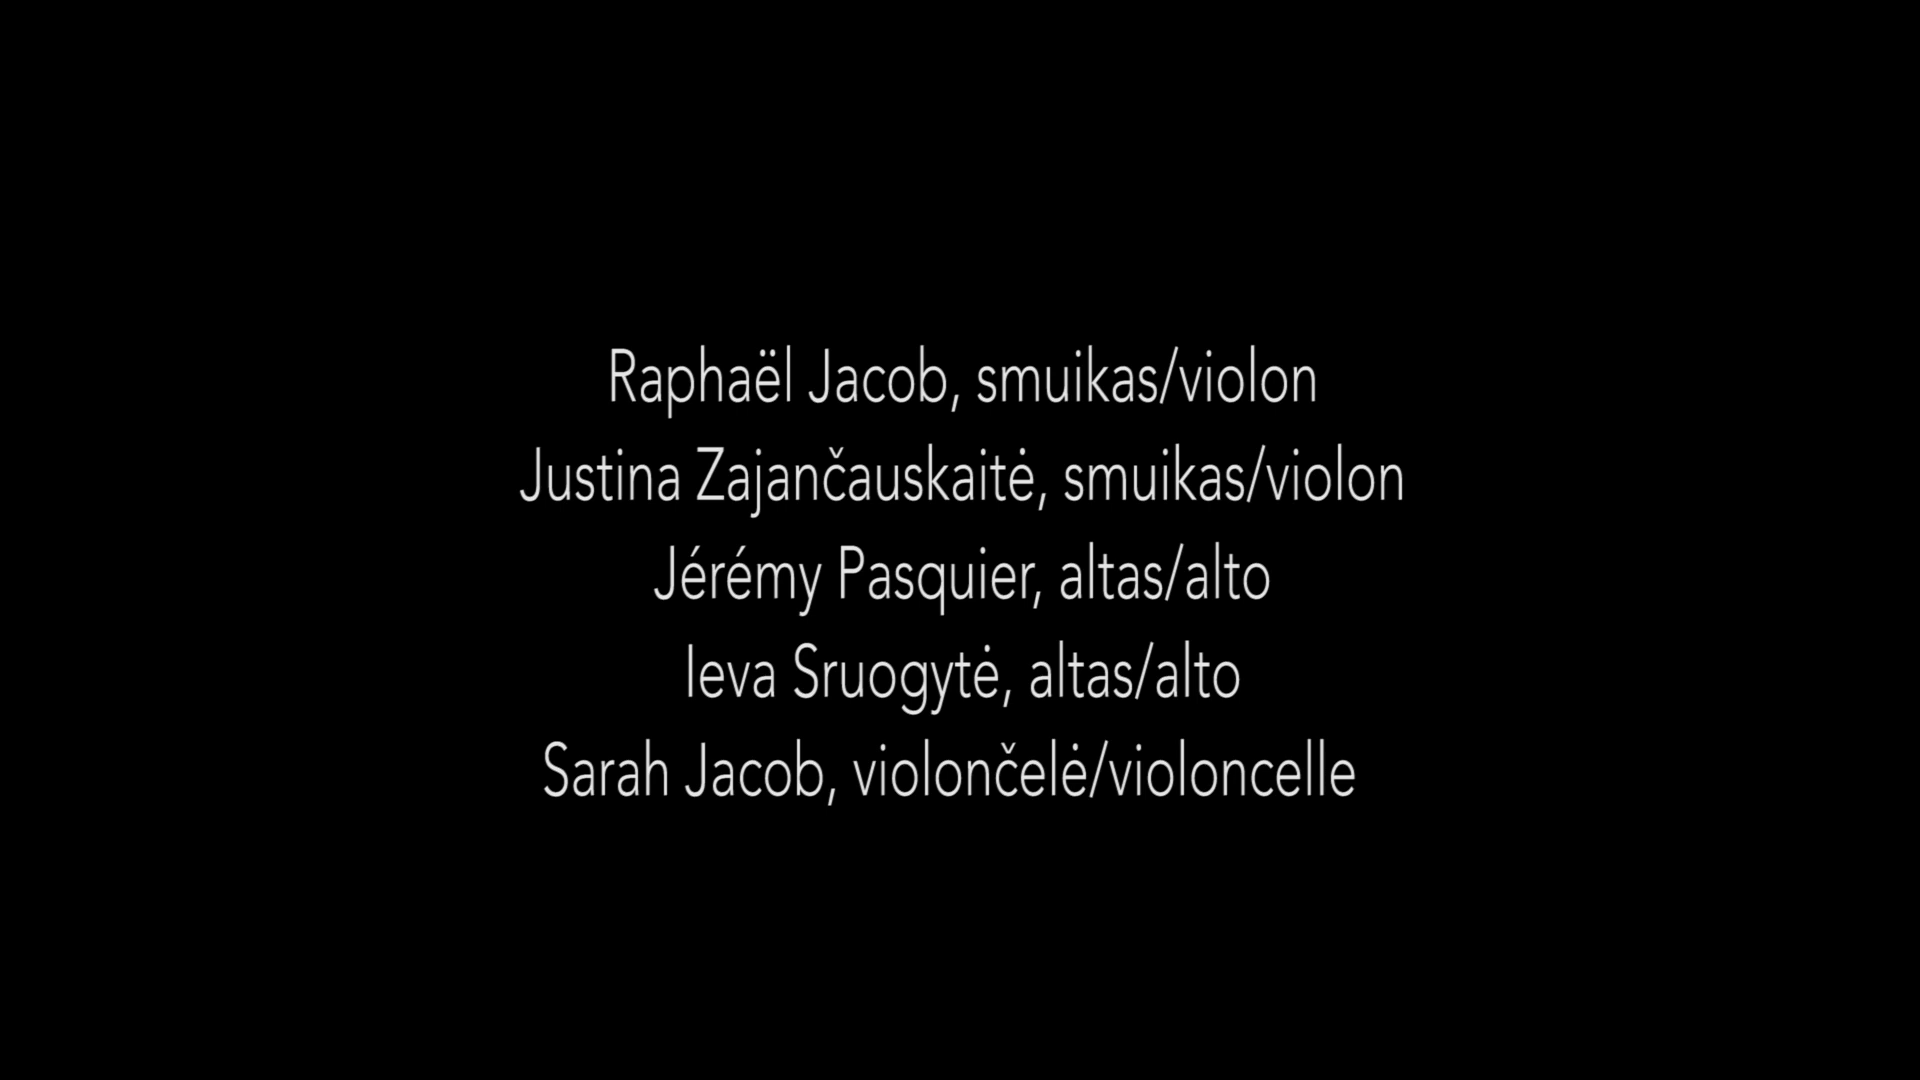 Raphaël Jacob, smuikas/violon
Justina Zajančauskaitė, smuikas/violon
Jérémy Pasquier, altas/alto
Ieva Sruogytė, altas/alto
Sarah Jacob, violončelė/violoncelle